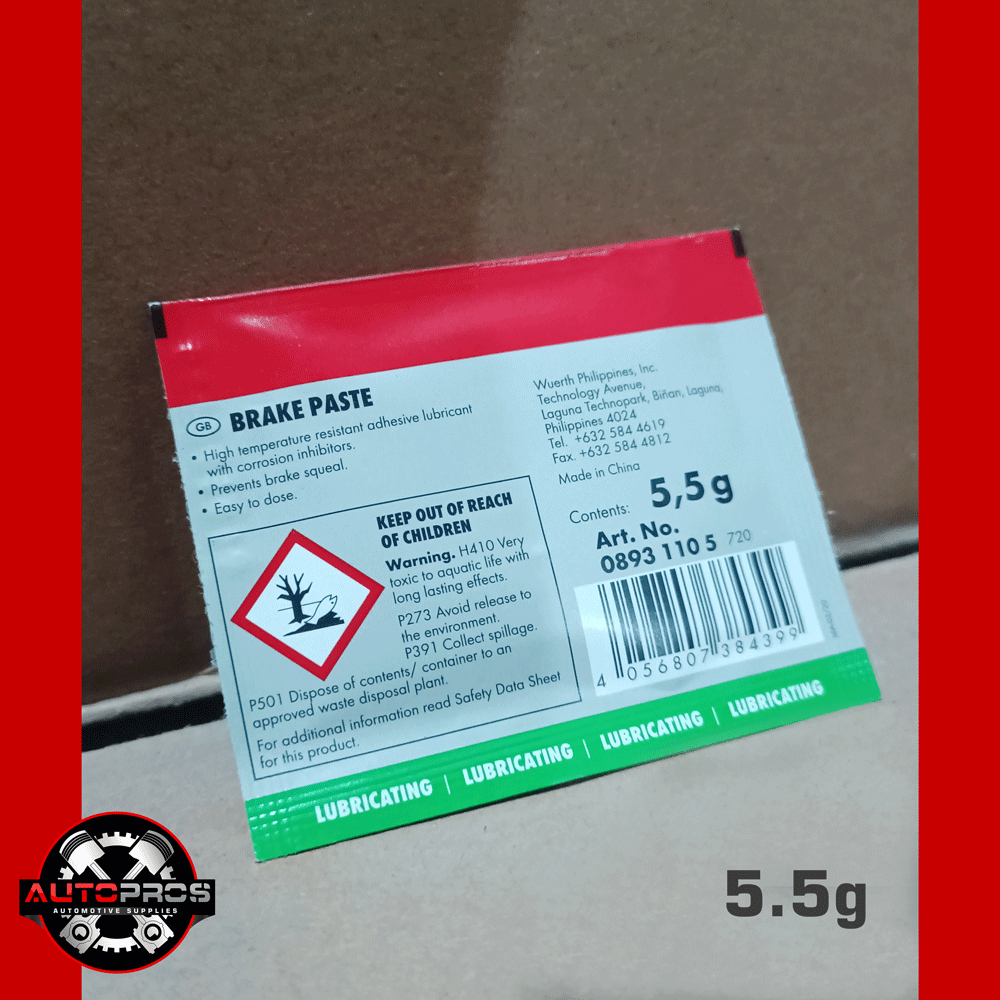 GB BRAKE PASTE
• High temperature resistant adhesive lubricant
with corrosion inhibitors.
• Prevents brake squeal.
• Easy to dose.
KEEP OUT OF REACH
OF CHILDREN
Warning. H410 Very
toxic to aquatic life with
long lasting effects.
P273 Avoid release to
the environment.
P391 Collect spillage.
P501 Dispose of contents/ container to an
approved waste disposal plant.
For additional information read Safety Data Sheet
for this product.
Wuerth Philippines, Inc.
Technology Avenue,
Laguna Technopark, Biñan, Laguna,
Philippines 4024
Tel. +632 584 4619
Fax. +632 584 4812
Made in China
Contents: 5,5 g
Art. No.
0893 110 5 720
4 056807 384399
LUBRICATING | LUBRICATING | LUBRICATING | LUBRICATING
AUTOPROS
AUTOMOTIVE SUPPLIES
5.5g